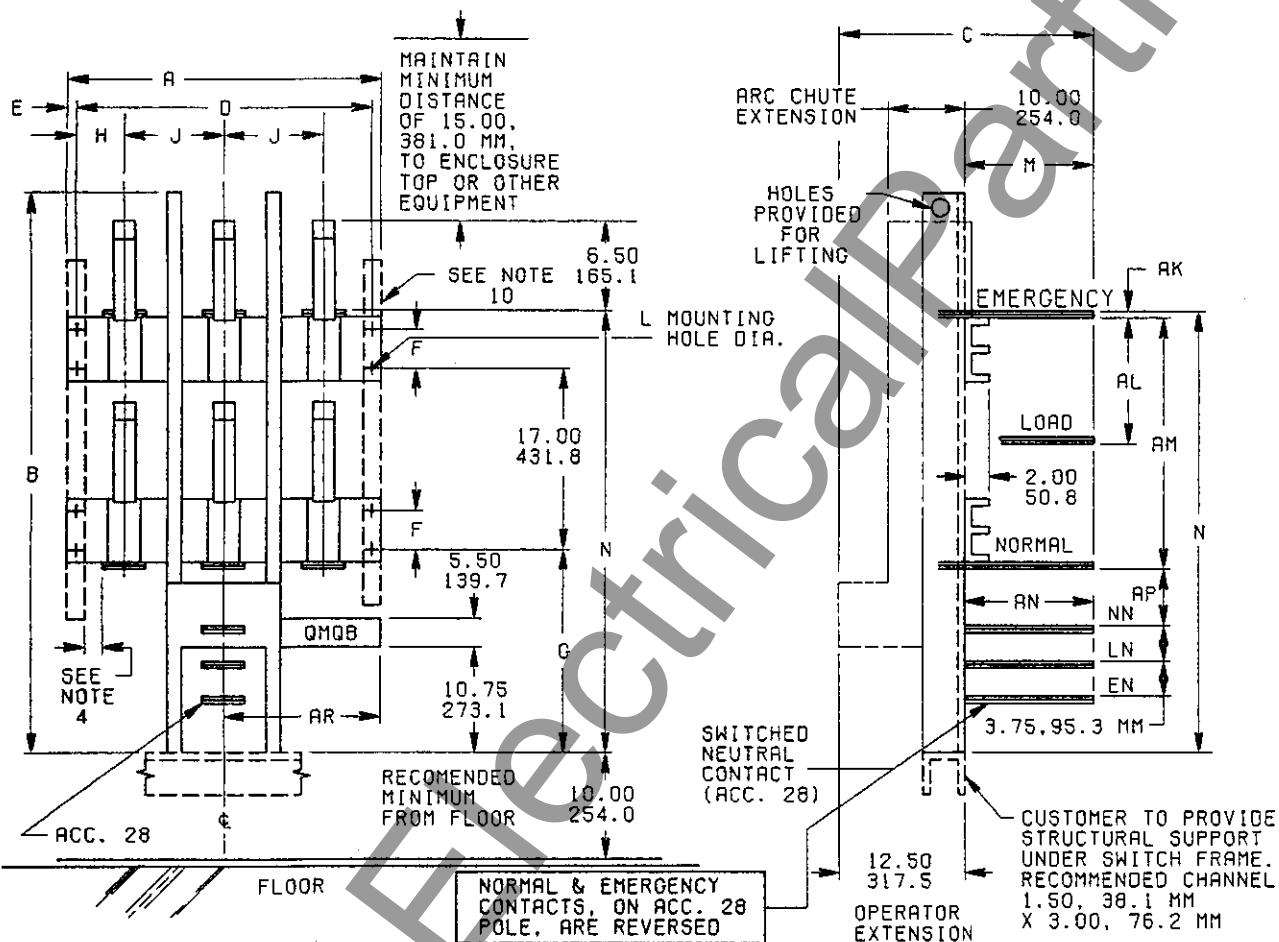 A
E
D
H
J
J
MAINTAIN
MINIMUM
DISTANCE
OF 15.00,
381.0 MM,
TO ENCLOSURE
TOP OR OTHER
EQUIPMENT
6.50
165.1
SEE NOTE
10
L MOUNTING
HOLE DIA.
F
17.00
431.8
B
F
N
5.50
139.7
QMQB
G
SEE
NOTE
4
10.75
273.1
AR
RECOMENDED
MINIMUM
FROM FLOOR
10.00
254.0
ACC. 28
℄
FLOOR
NORMAL & EMERGENCY
CONTACTS, ON ACC. 28
POLE, ARE REVERSED
C
ARC CHUTE
EXTENSION
10.00
254.0
M
HOLES
PROVIDED
FOR
LIFTING
AK
EMERGENCY
AL
LOAD
AM
2.00
50.8
N
NORMAL
AP
AN
NN
LN
EN
3.75,95.3 MM
SWITCHED
NEUTRAL
CONTACT
(ACC. 28)
12.50
317.5
OPERATOR
EXTENSION
CUSTOMER TO PROVIDE
STRUCTURAL SUPPORT
UNDER SWITCH FRAME.
RECOMMENDED CHANNEL
1.50, 38.1 MM
X 3.00, 76.2 MM
ElectricalPart